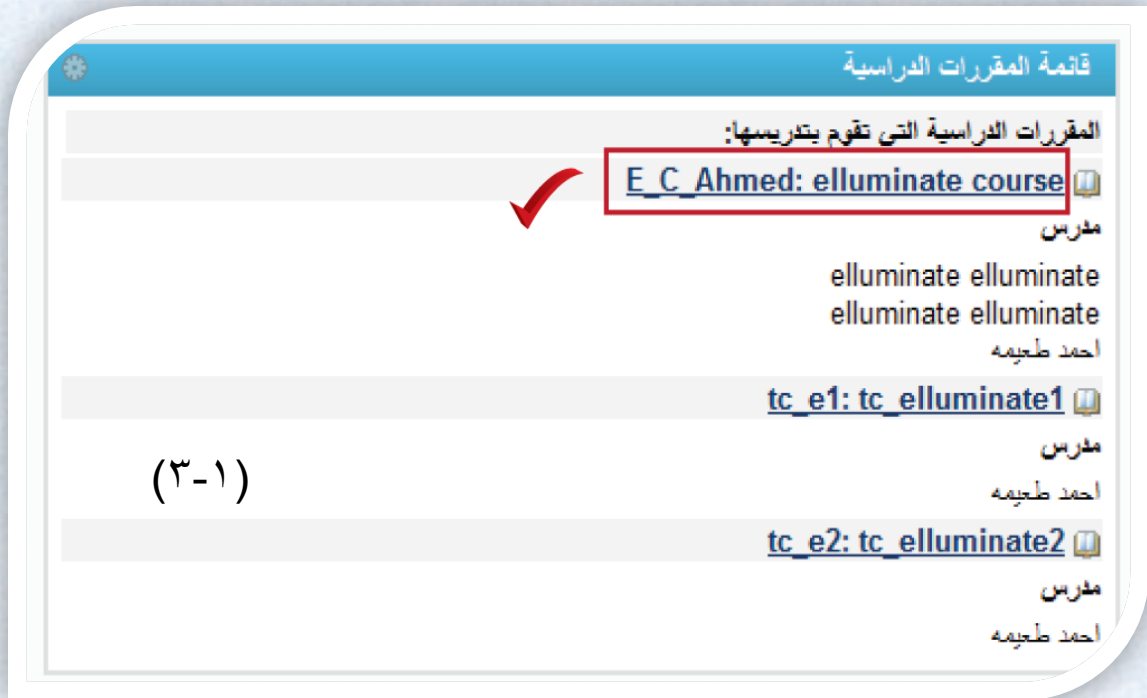 قائمة المقررات الدراسية
المقررات الدراسية التي تقوم بتدريسها:
E_C_Ahmed: elluminate course
مدرس
elluminate elluminate
elluminate elluminate
احمد طعيمه
tc_e1: tc_elluminate1
مدرس
احمد طعيمه
(٣-١)
tc_e2: tc_elluminate2
مدرس
احمد طعيمه